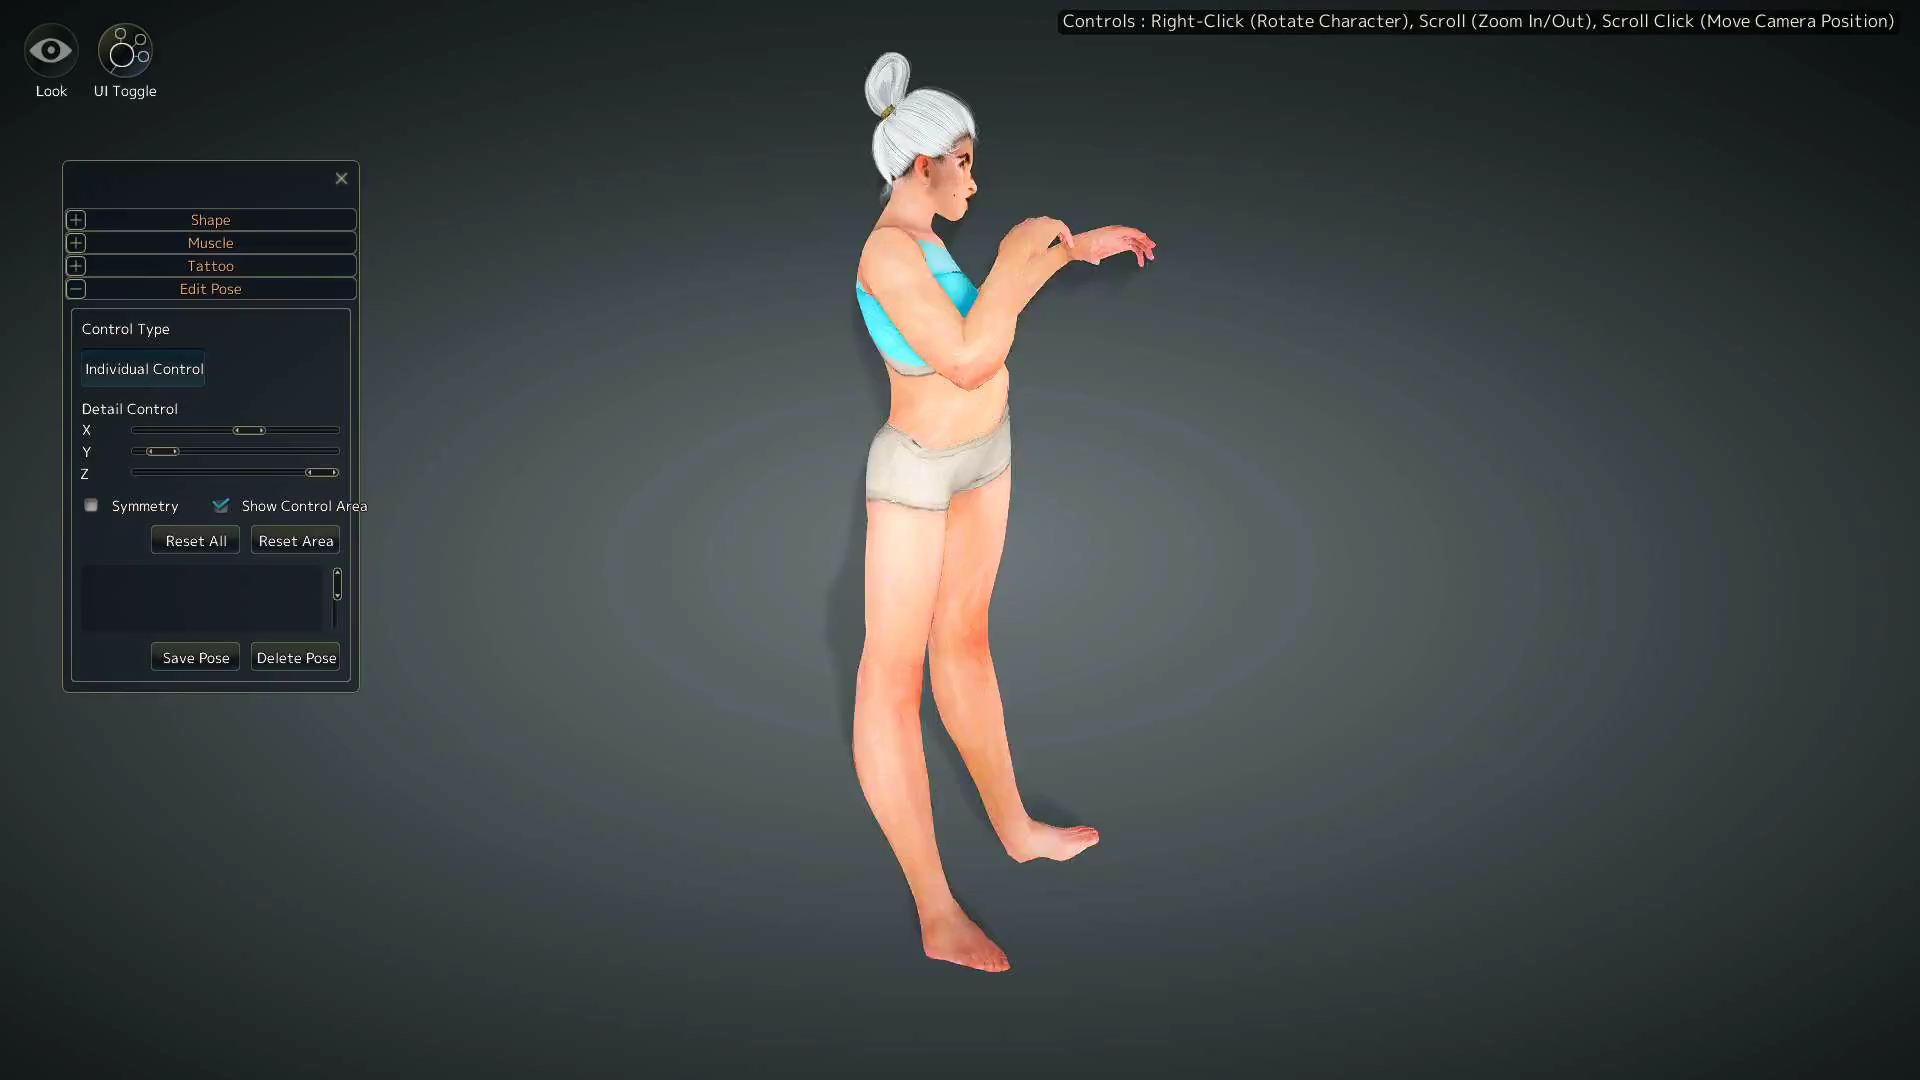 Controls : Right-Click (Rotate Character), Scroll (Zoom In/Out), Scroll Click (Move Camera Position)
Look
UI Toggle
Shape
Muscle
Tattoo
Edit Pose
Control Type
Individual Control
Detail Control
X
Y
Z
Symmetry
Show Control Area
Reset All
Reset Area
Save Pose
Delete Pose